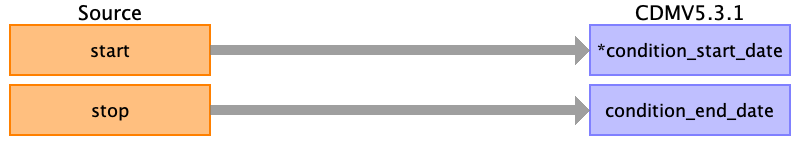 Source CDMV5.3.1
start *condition_start_date
stop condition_end_date